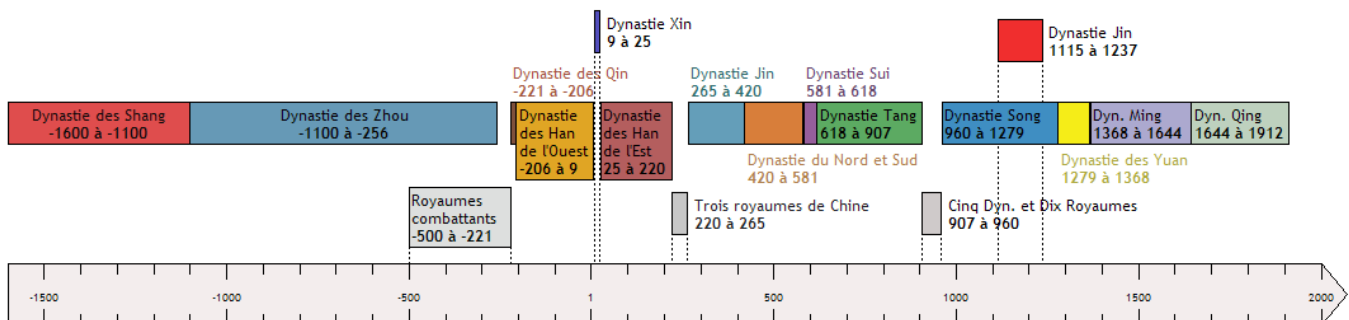 Dynastie Xin
9 à 25
Dynastie Jin
1115 à 1237
Dynastie des Qin
-221 à -206
Dynastie Jin
265 à 420
Dynastie Sui
581 à 618
Dynastie des Shang
-1600 à -1100
Dynastie des Zhou
-1100 à -256
Dynastie
des Han
de l'Ouest
-206 à 9
Dynastie
des Han
de l'Est
25 à 220
Dynastie Tang
618 à 907
Dynastie Song
960 à 1279
Dyn. Ming
1368 à 1644
Dyn. Qing
1644 à 1912
Dynastie du Nord et Sud
420 à 581
Dynastie des Yuan
1279 à 1368
Royaumes
combattants
-500 à -221
Trois royaumes de Chine
220 à 265
Cinq Dyn. et Dix Royaumes
907 à 960
-1500 -1000 -500 1 500 1000 1500 2000